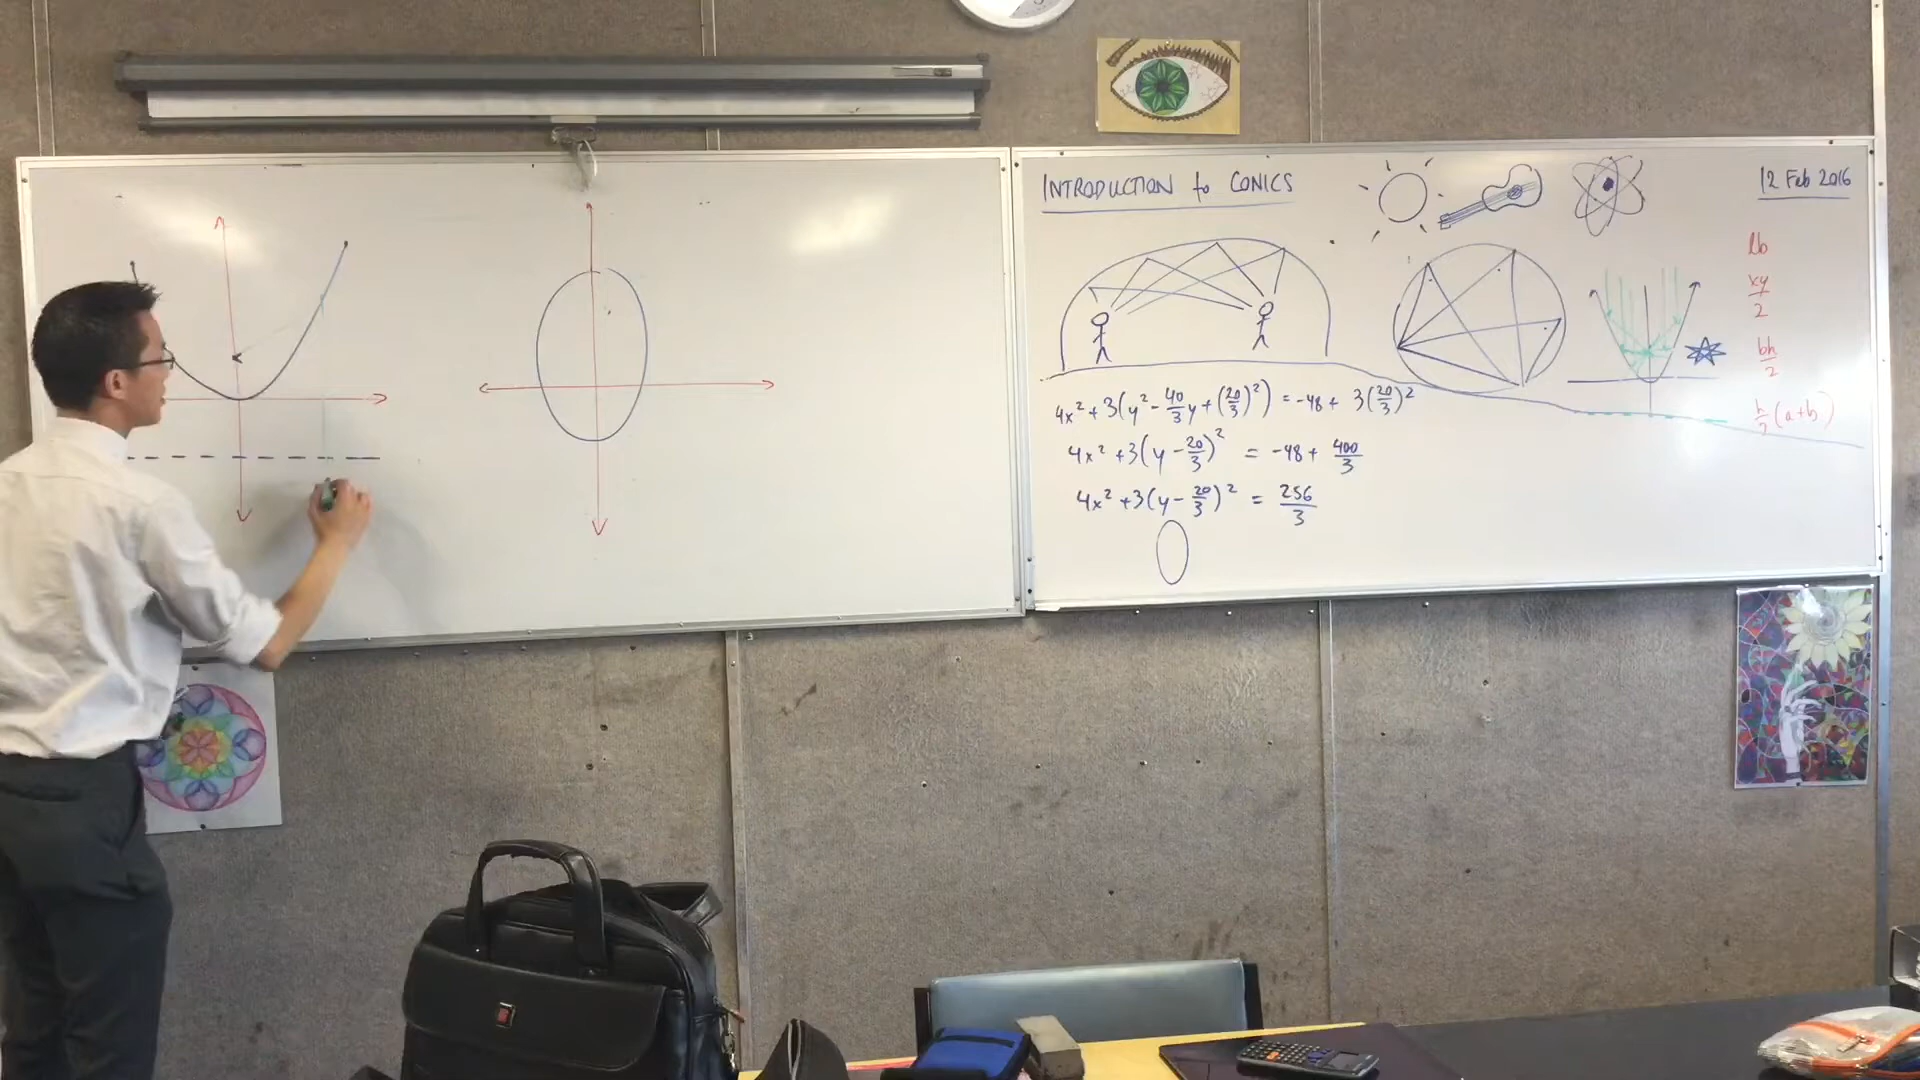 INTRODUCTION to CONICS
12 Feb 2016
lb
xy/2
bh/2
h/2 (a+b)
4x² + 3(y² - 40/3 y + (20/3)²) = -48 + 3(20/3)²
4x² + 3(y - 20/3)² = -48 + 400/3
4x² + 3(y - 20/3)² = 256/3